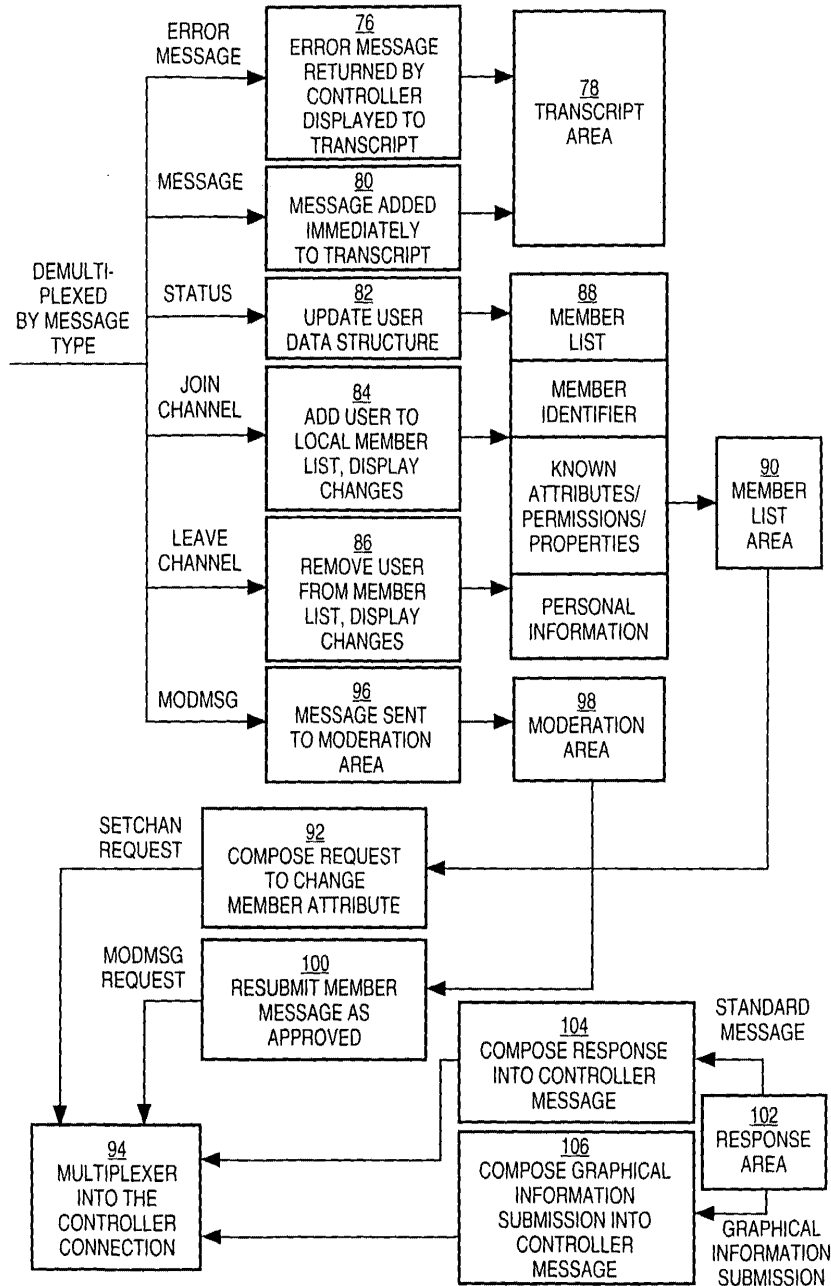 ERROR
MESSAGE
76
ERROR MESSAGE
RETURNED BY
CONTROLLER
DISPLAYED TO
TRANSCRIPT
78
TRANSCRIPT
AREA
MESSAGE
80
MESSAGE ADDED
IMMEDIATELY
TO TRANSCRIPT
DEMULTI-
PLEXED
BY MESSAGE
TYPE
STATUS
82
UPDATE USER
DATA STRUCTURE
88
MEMBER
LIST
MEMBER
IDENTIFIER
KNOWN
ATTRIBUTES/
PERMISSIONS/
PROPERTIES
PERSONAL
INFORMATION
JOIN
CHANNEL
84
ADD USER TO
LOCAL MEMBER
LIST, DISPLAY
CHANGES
90
MEMBER
LIST
AREA
LEAVE
CHANNEL
86
REMOVE USER
FROM MEMBER
LIST, DISPLAY
CHANGES
MODMSG
96
MESSAGE SENT
TO MODERATION
AREA
98
MODERATION
AREA
SETCHAN
REQUEST
92
COMPOSE REQUEST
TO CHANGE
MEMBER ATTRIBUTE
MODMSG
REQUEST
100
RESUBMIT MEMBER
MESSAGE AS
APPROVED
104
COMPOSE RESPONSE
INTO CONTROLLER
MESSAGE
STANDARD
MESSAGE
102
RESPONSE
AREA
94
MULTIPLEXER
INTO THE
CONTROLLER
CONNECTION
106
COMPOSE GRAPHICAL
INFORMATION
SUBMISSION INTO
CONTROLLER
MESSAGE
GRAPHICAL
INFORMATION
SUBMISSION